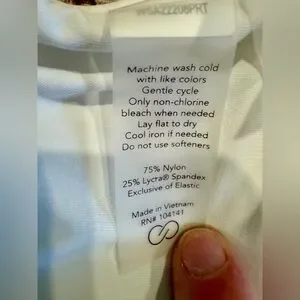 Machine wash cold
with like colors
Gentle cycle
Only non-chlorine
bleach when needed
Lay flat to dry
Cool iron if needed
Do not use softeners
75% Nylon
25% Lycra® Spandex
Exclusive of Elastic
Made in Vietnam
RN# 104141